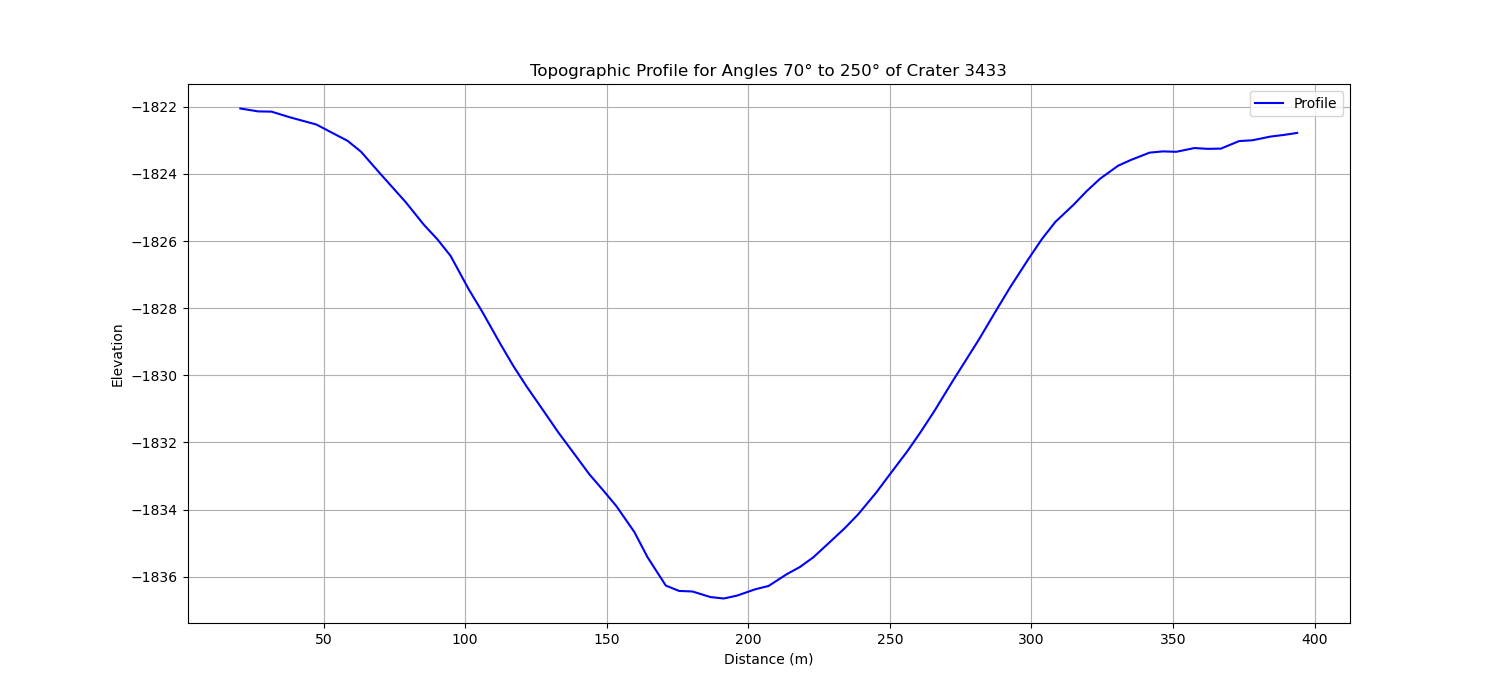 Topographic Profile for Angles 70° to 250° of Crater 3433
Profile
−1822
−1824
−1826
−1828
−1830
−1832
−1834
−1836
Elevation
50 100 150 200 250 300 350 400
Distance (m)